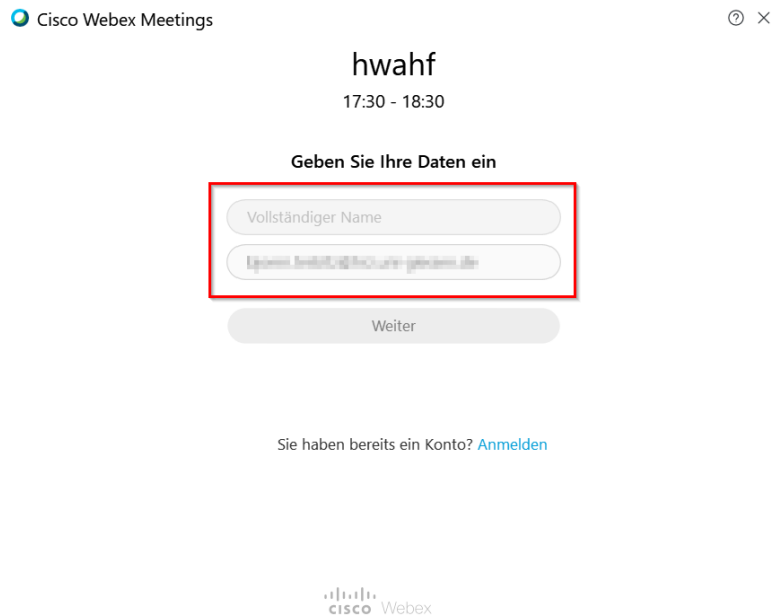 Cisco Webex Meetings
hwahf
17:30 - 18:30
Geben Sie Ihre Daten ein
Vollständiger Name
Weiter
Sie haben bereits ein Konto? Anmelden
cisco Webex